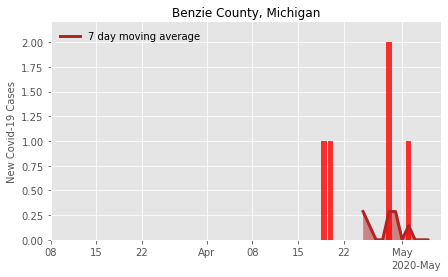 Benzie County, Michigan
7 day moving average
New Covid-19 Cases
2.00
1.75
1.50
1.25
1.00
0.75
0.50
0.25
0.00
08 15 22 Apr 08 15 22 May
2020-May